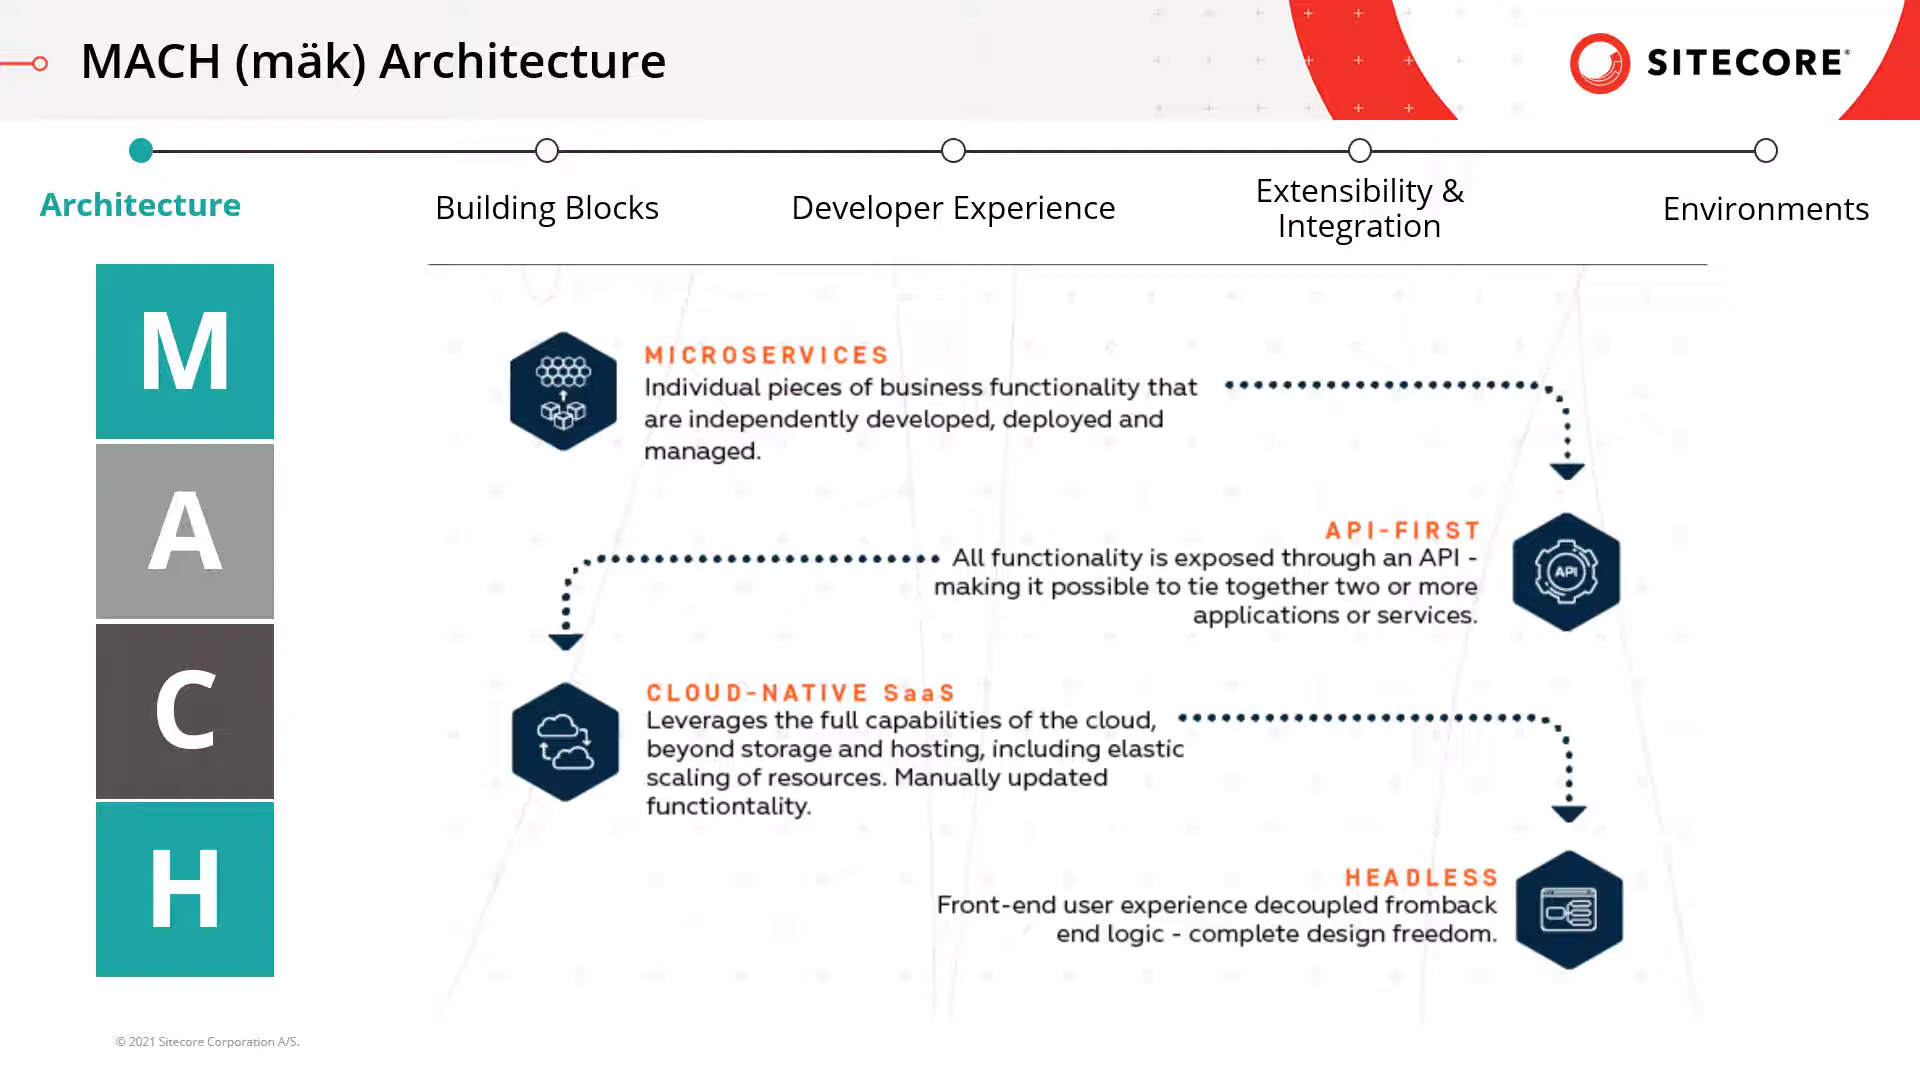 MACH (mäk) Architecture
SITECORE®
Architecture
Building Blocks
Developer Experience
Extensibility &
Integration
Environments
M
A
C
H
MICROSERVICES
Individual pieces of business functionality that
are independently developed, deployed and
managed.
API-FIRST
All functionality is exposed through an API -
making it possible to tie together two or more
applications or services.
API
CLOUD-NATIVE SaaS
Leverages the full capabilities of the cloud,
beyond storage and hosting, including elastic
scaling of resources. Manually updated
functiontality.
HEADLESS
Front-end user experience decoupled fromback
end logic - complete design freedom.
© 2021 Sitecore Corporation A/S.